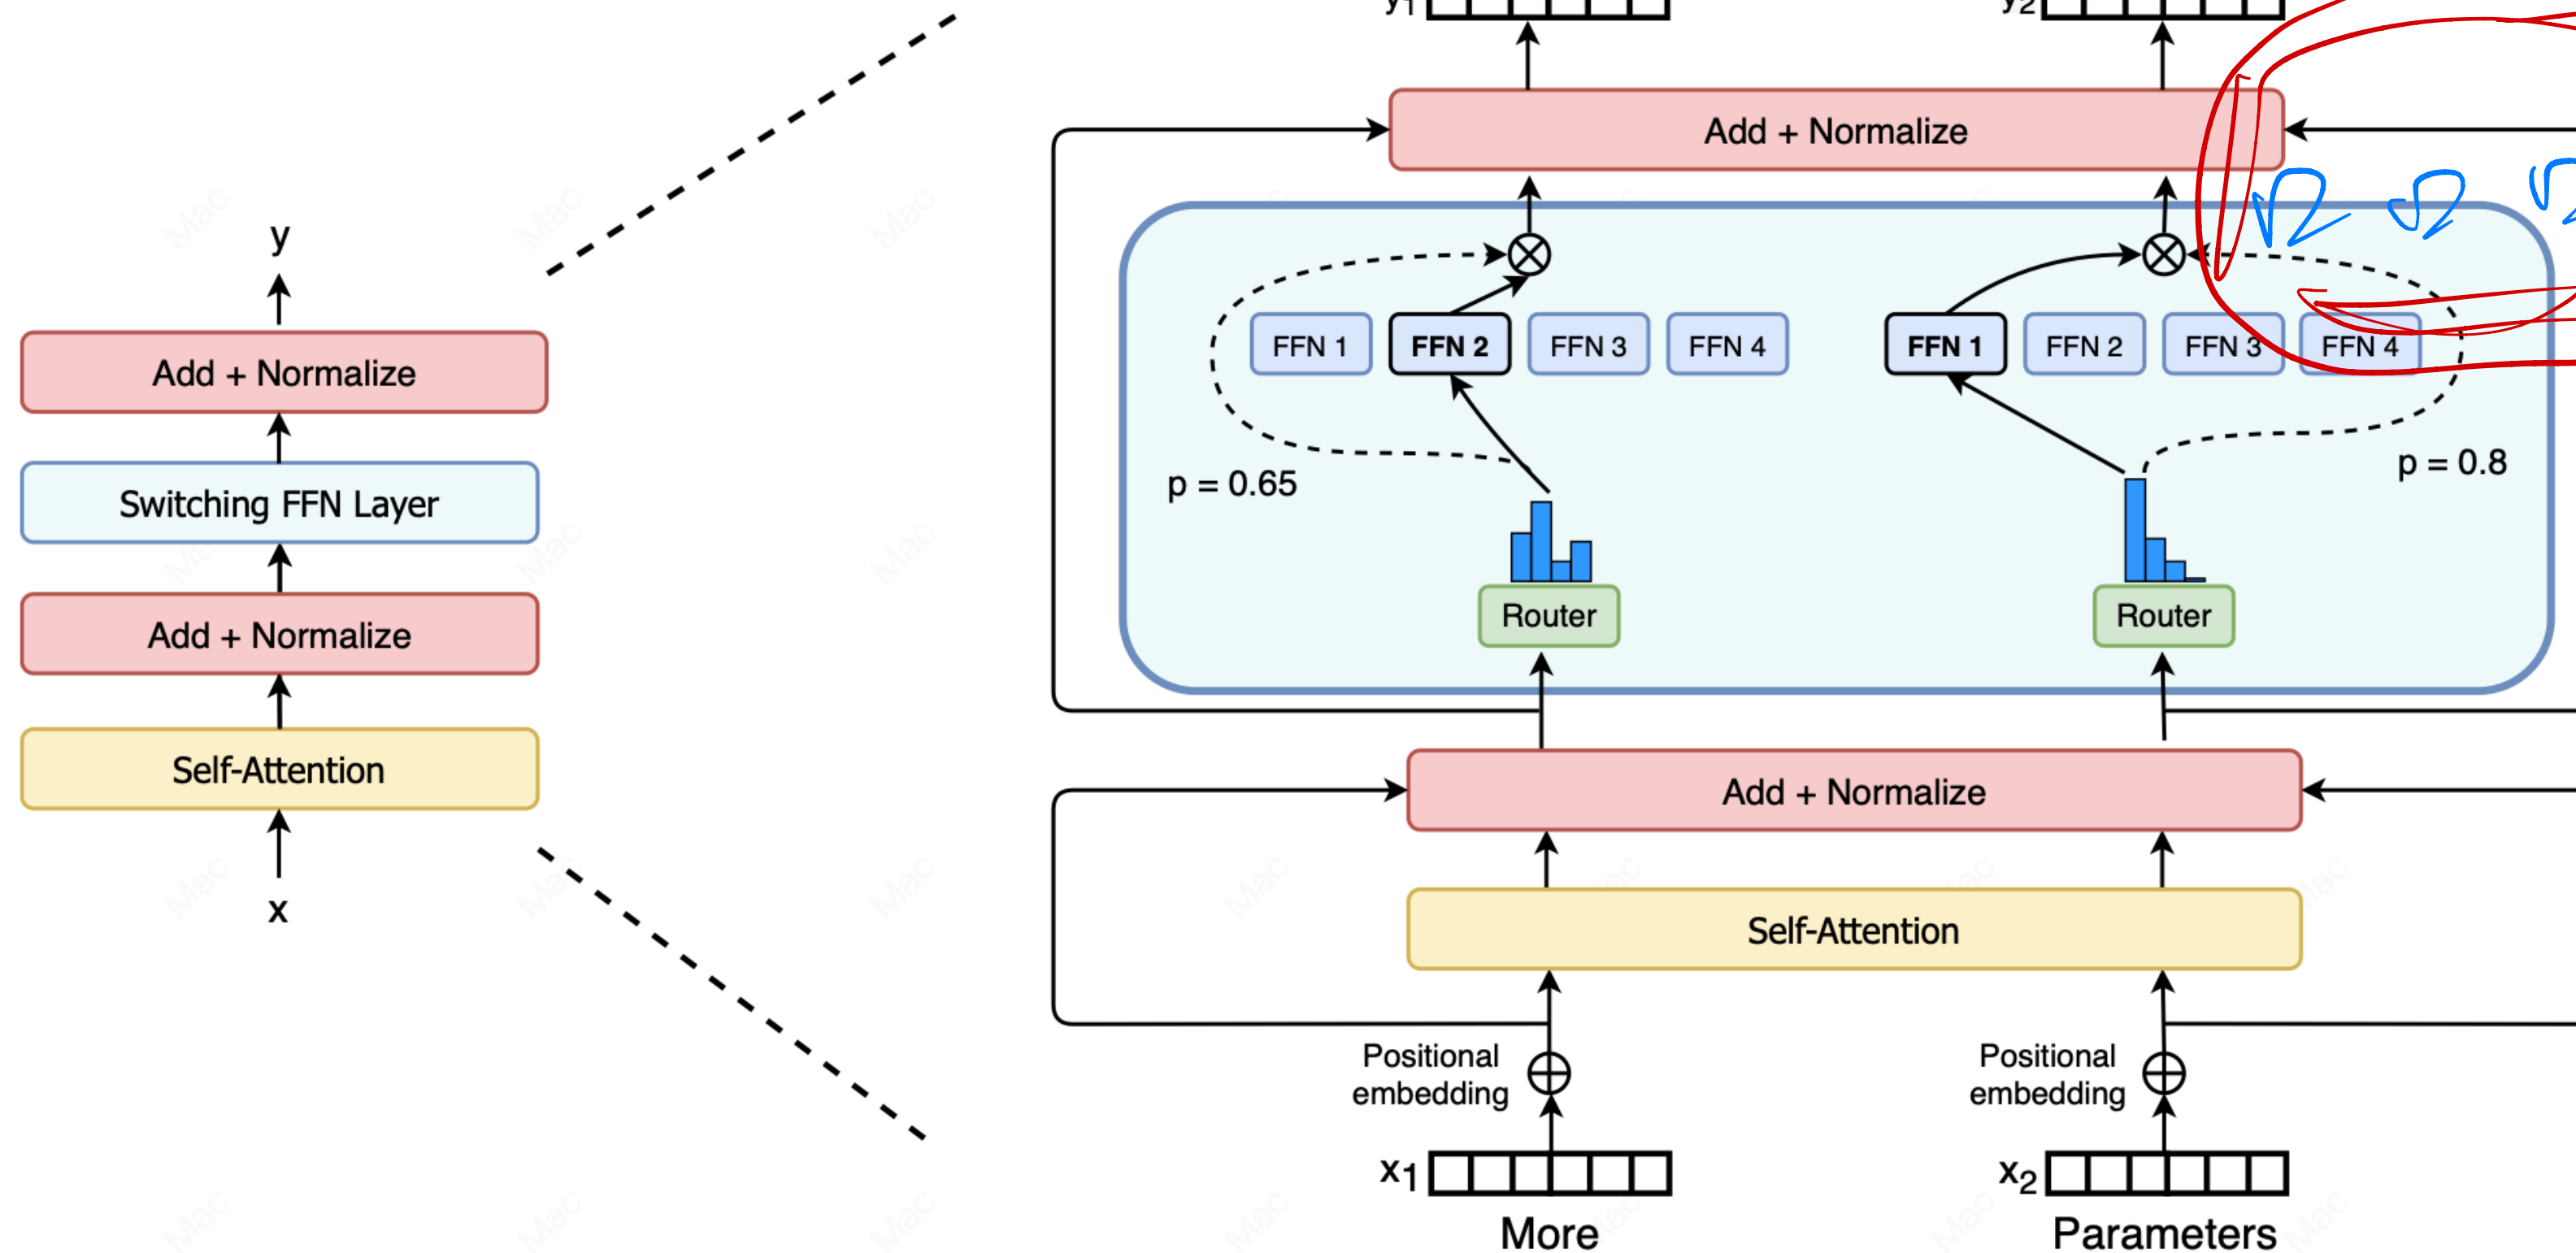 y
Add + Normalize
Switching FFN Layer
Add + Normalize
Self-Attention
x
y1
y2
Add + Normalize
FFN 1 FFN 2 FFN 3 FFN 4
FFN 1 FFN 2 FFN 3 FFN 4
p = 0.65
p = 0.8
Router
Router
Add + Normalize
Self-Attention
Positional
embedding
Positional
embedding
x1
x2
More
Parameters
Mac